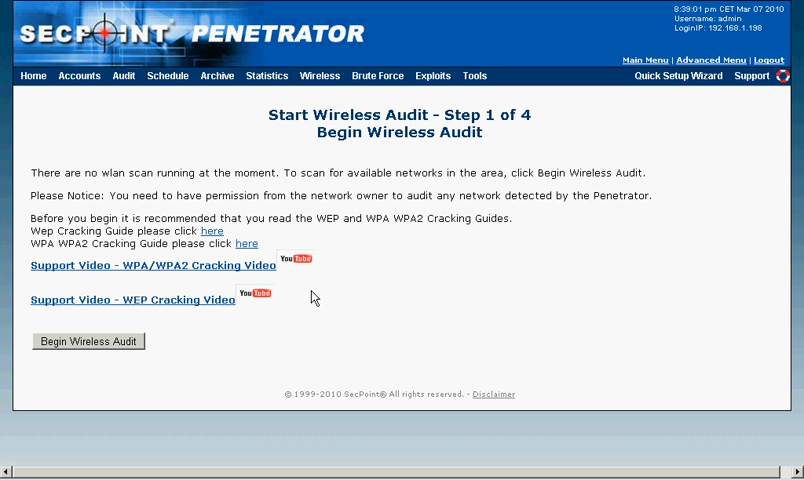 SECPOINT PENETRATOR
8:39:01 pm CET Mar 07 2010
Username: admin
LoginIP: 192.168.1.198
Main Menu | Advanced Menu | Logout
Home Accounts Audit Schedule Archive Statistics Wireless Brute Force Exploits Tools Quick Setup Wizard Support
Start Wireless Audit - Step 1 of 4
Begin Wireless Audit
There are no wlan scan running at the moment. To scan for available networks in the area, click Begin Wireless Audit.
Please Notice: You need to have permission from the network owner to audit any network detected by the Penetrator.
Before you begin it is recommended that you read the WEP and WPA WPA2 Cracking Guides.
Wep Cracking Guide please click here
WPA WPA2 Cracking Guide please click here
Support Video - WPA/WPA2 Cracking Video YouTube
Support Video - WEP Cracking Video YouTube
Begin Wireless Audit
© 1999-2010 SecPoint® All rights reserved. - Disclaimer